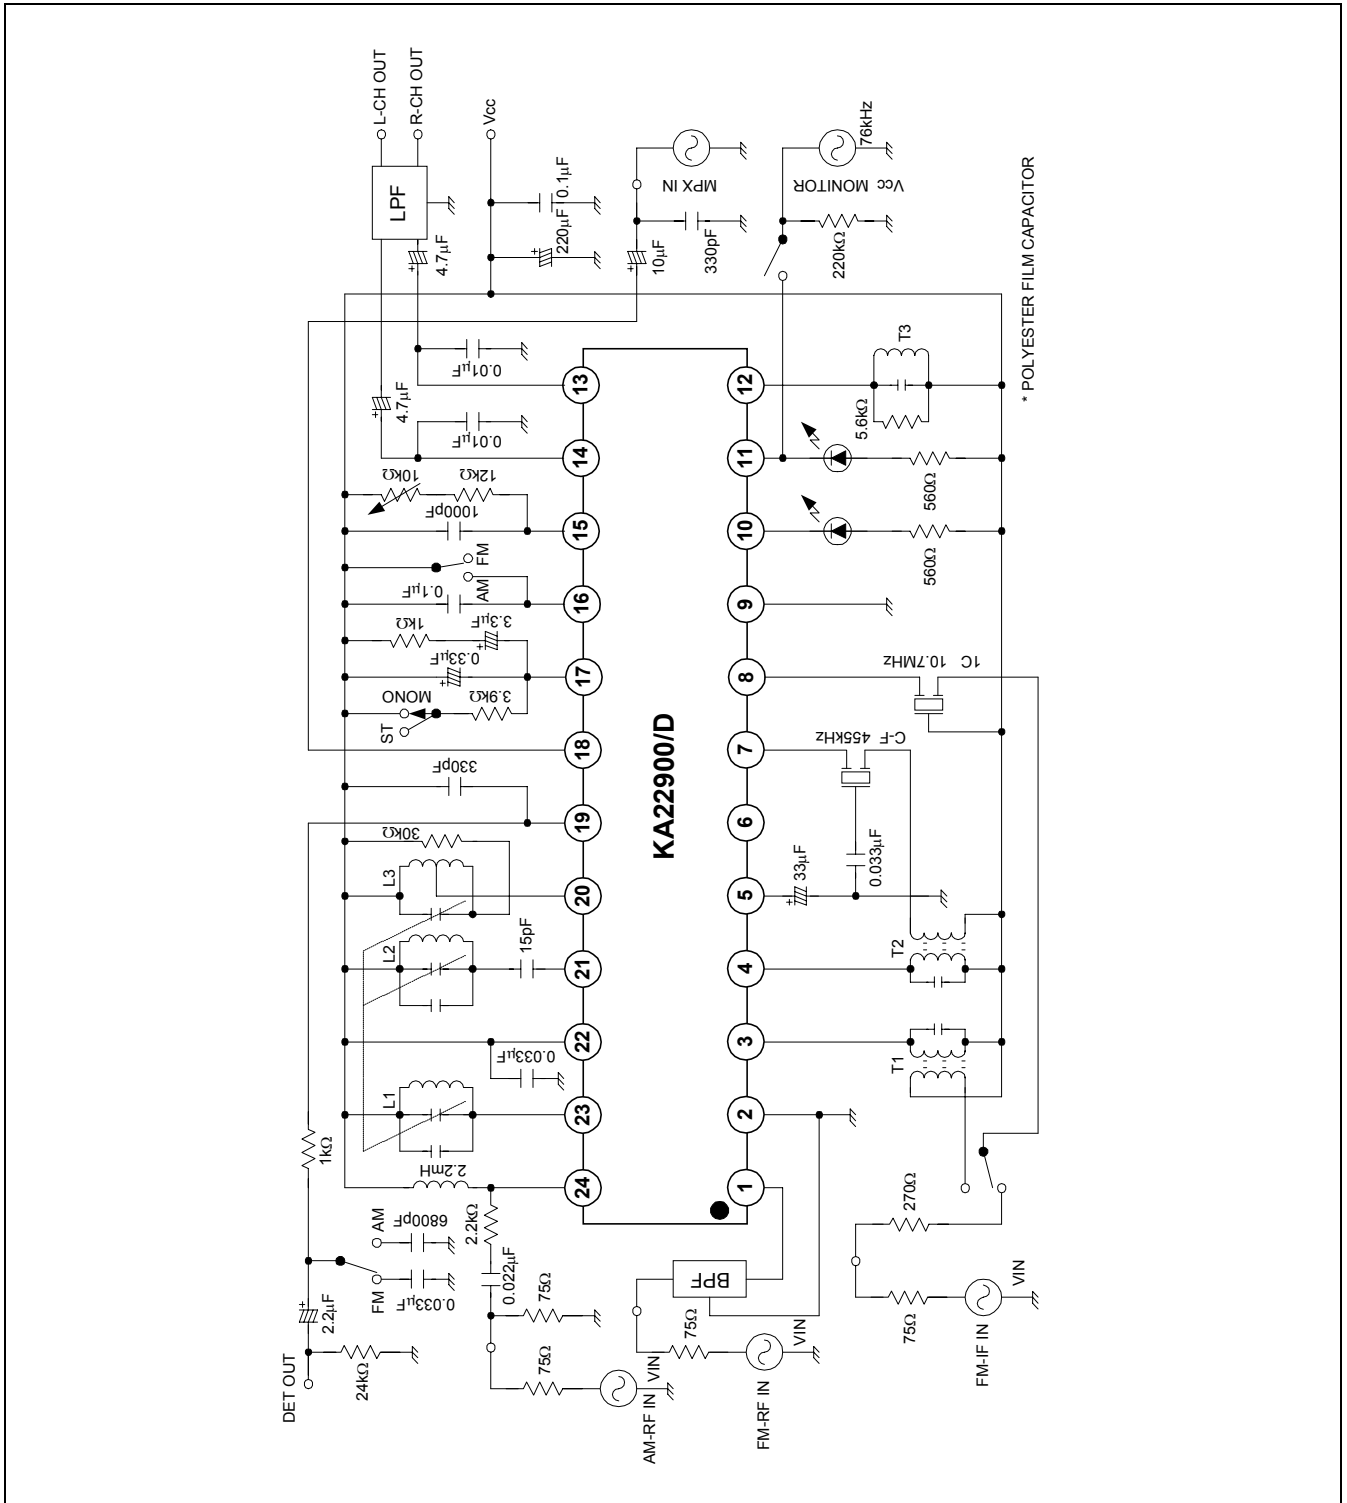 L-CH OUT
R-CH OUT
Vcc
LPF
4.7µF
4.7µF
0.01µF
0.01µF
220µF
0.1µF
10µF
330pF
MPX IN
76kHz
Vcc MONITOR
220kΩ
* POLYESTER FILM CAPACITOR
10kΩ
12kΩ
1000pF
FM
AM
0.1µF
1kΩ
3.3µF
0.33µF
MONO
ST
3.9kΩ
330pF
30kΩ
L3
L2
15pF
0.033µF
L1
2.2mH
1kΩ
AM
6800pF
FM
0.033µF
2.2µF
DET OUT
24kΩ
2.2kΩ
0.022µF
75Ω
75Ω
VIN
AM-RF IN
13
14
15
16
17
18
19
20
21
22
23
24
KA22900/D
12
11
10
9
8
7
6
5
4
3
2
1
T3
5.6kΩ
560Ω
560Ω
1C 10.7MHz
C-F 455kHz
33µF
0.033µF
T2
T1
BPF
75Ω
VIN
FM-RF IN
270Ω
75Ω
VIN
FM-IF IN